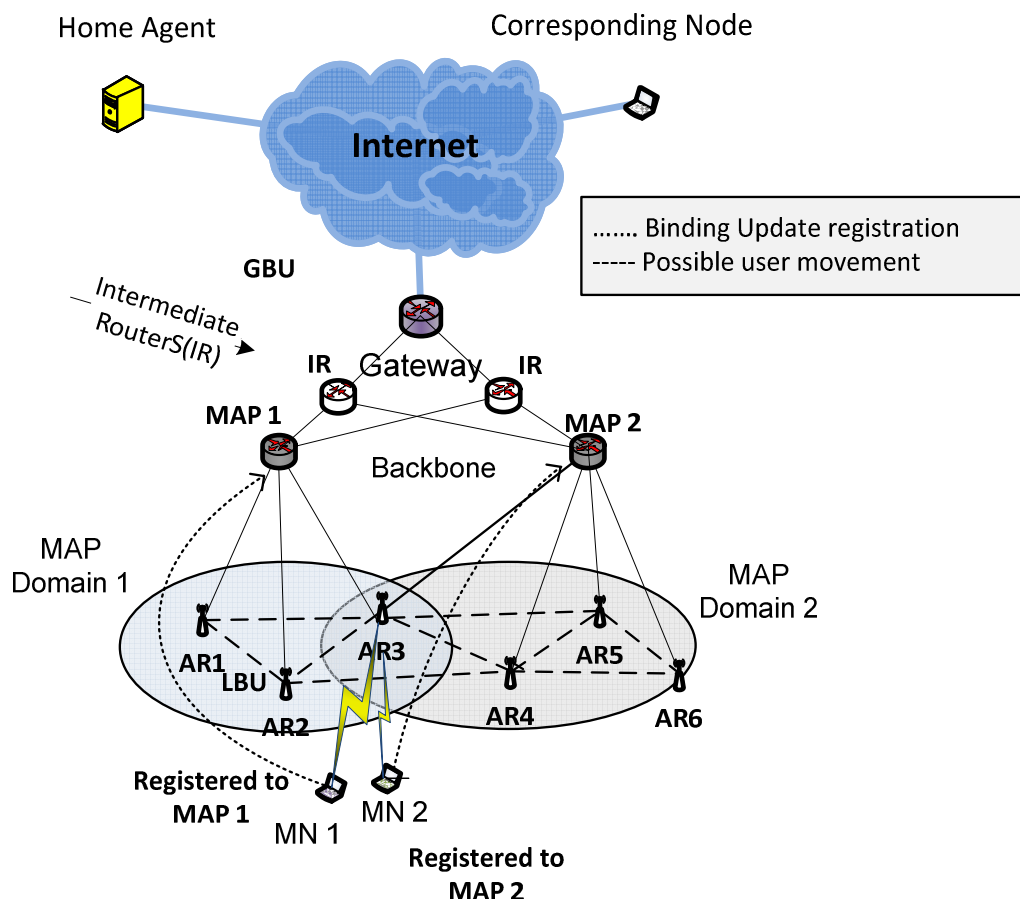 Home Agent
Corresponding Node
Internet
....... Binding Update registration
----- Possible user movement
GBU
Intermediate
RouterS(IR)
IR
Gateway
IR
MAP 1
MAP 2
Backbone
MAP
Domain 1
MAP
Domain 2
AR1
AR3
AR5
LBU
AR2
AR4
AR6
Registered to
MAP 1
MN 1
MN 2
Registered to
MAP 2